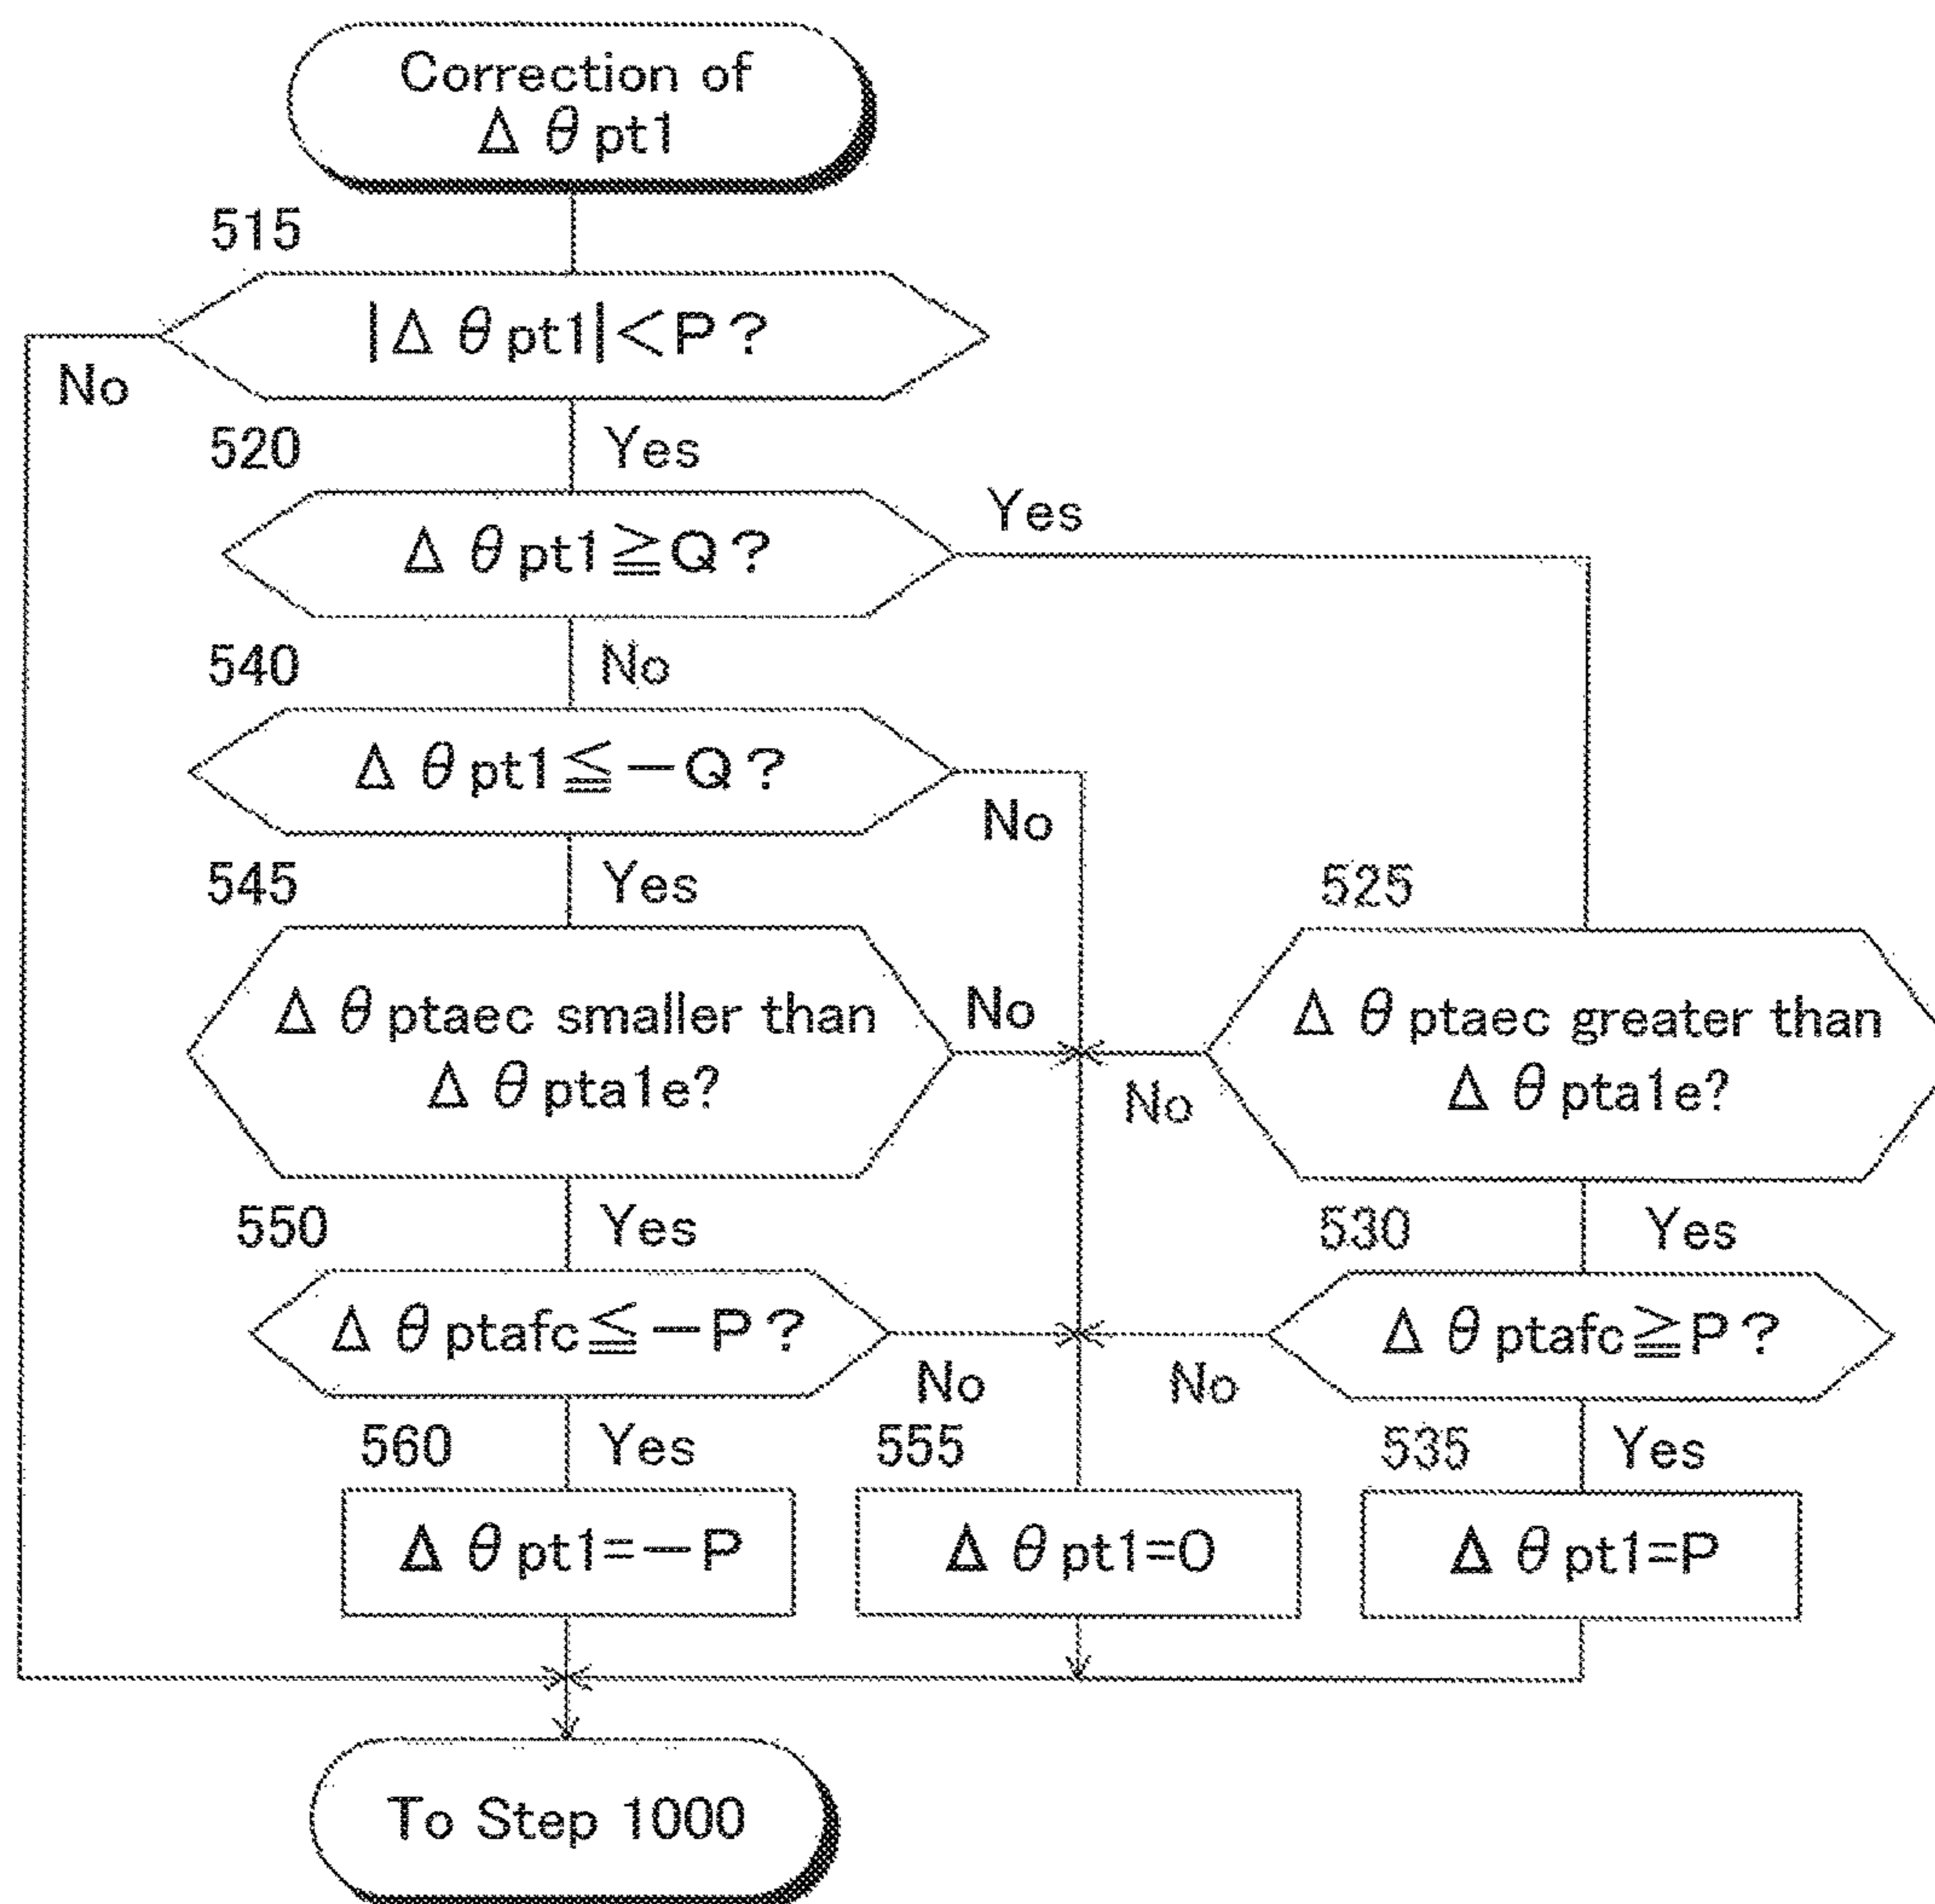 Correction of
Δ θ pt1
515
|Δ θ pt1|<P?
No
520
Yes
Δ θ pt1≧Q?
Yes
540
No
Δ θ pt1≦-Q?
No
545
Yes
525
Δ θ ptaec smaller than
Δ θ pta1e?
No
Δ θ ptaec greater than
Δ θ pta1e?
No
550
Yes
530
Yes
Δ θ ptafc≦-P?
No
Δ θ ptafc≧P?
No
560
Yes
555
535
Yes
Δ θ pt1=-P
Δ θ pt1=0
Δ θ pt1=P
To Step 1000